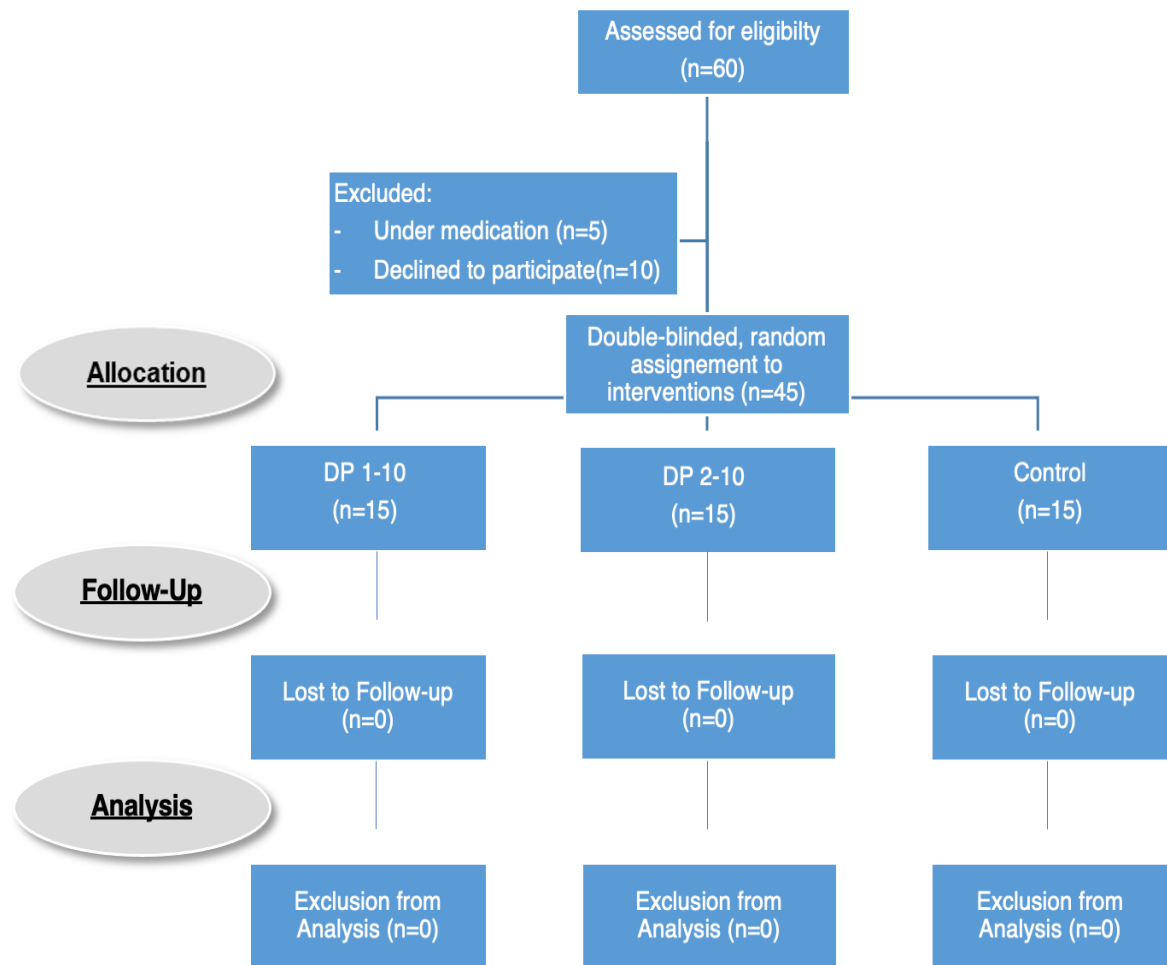 Assessed for eligibilty
(n=60)
Excluded:
- Under medication (n=5)
- Declined to participate(n=10)
Double-blinded, random
assignement to
interventions (n=45)
Allocation
DP 1-10
(n=15)
DP 2-10
(n=15)
Control
(n=15)
Follow-Up
Lost to Follow-up
(n=0)
Lost to Follow-up
(n=0)
Lost to Follow-up
(n=0)
Analysis
Exclusion from
Analysis (n=0)
Exclusion from
Analysis (n=0)
Exclusion from
Analysis (n=0)